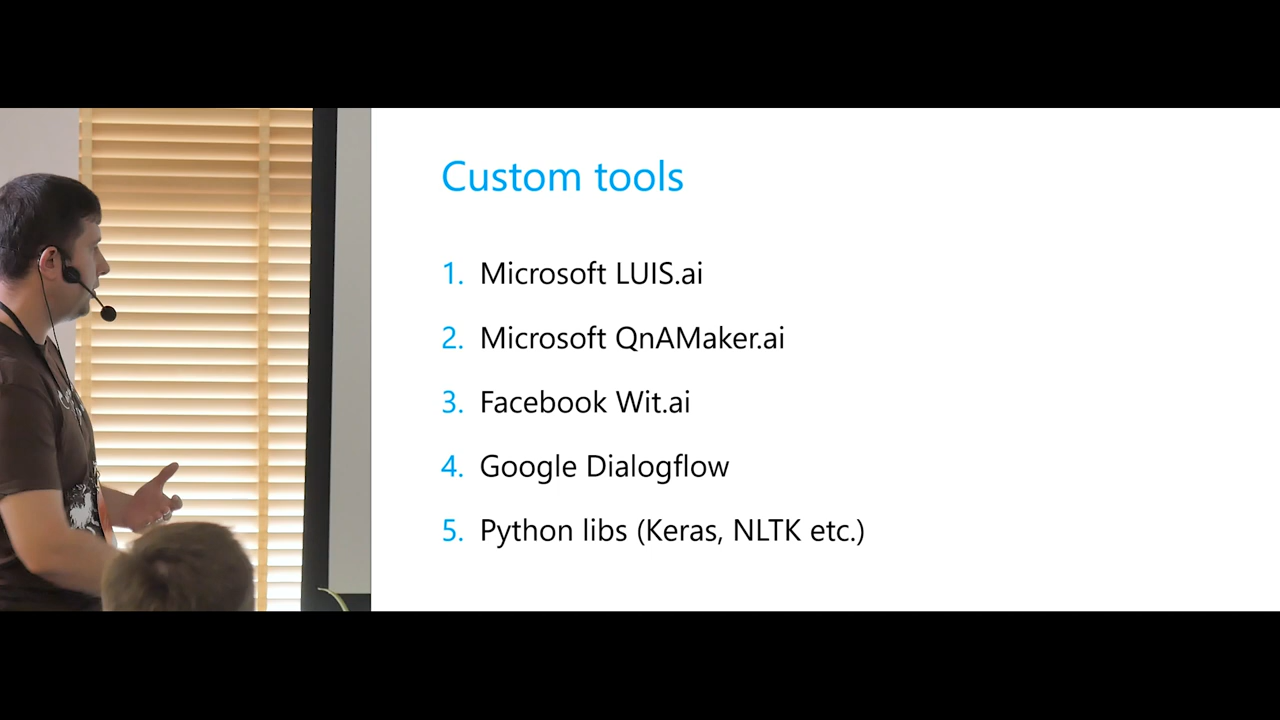 Custom tools
1. Microsoft LUIS.ai
2. Microsoft QnAMaker.ai
3. Facebook Wit.ai
4. Google Dialogflow
5. Python libs (Keras, NLTK etc.)